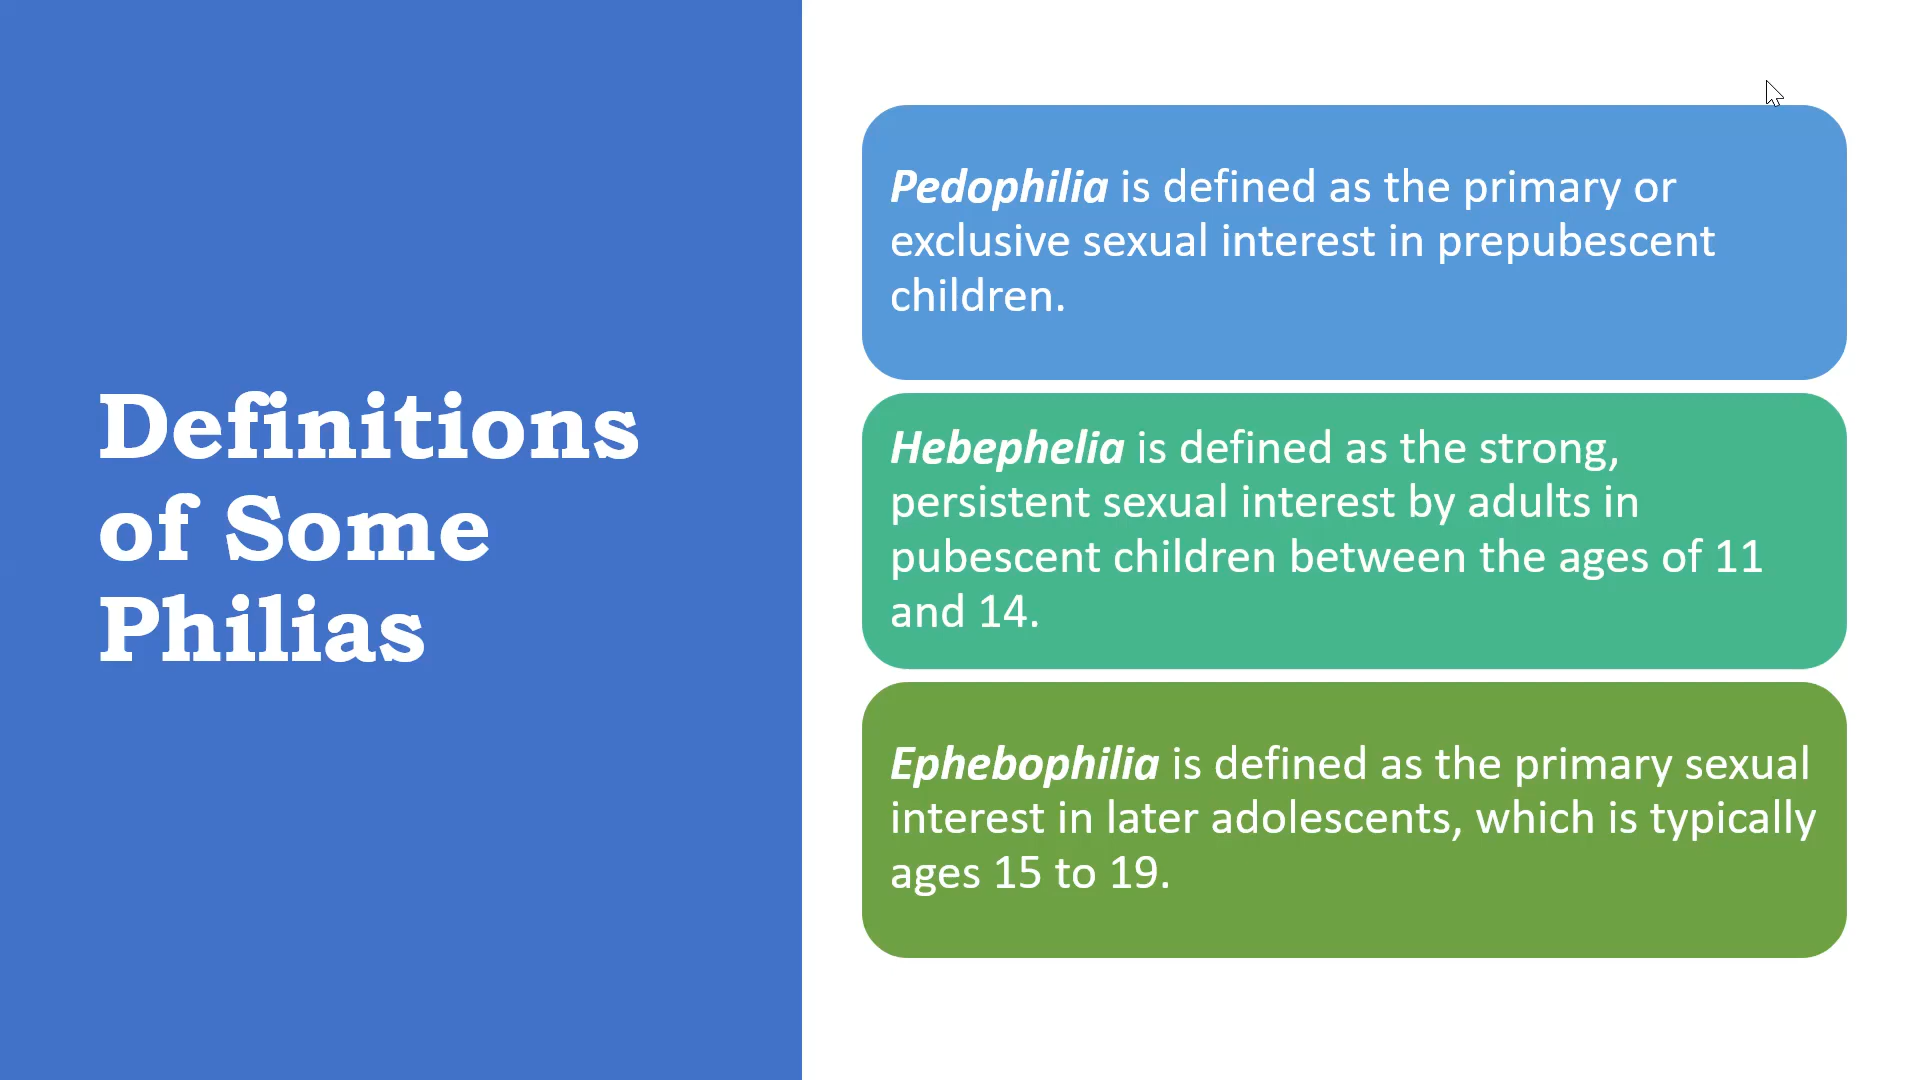 Definitions
of Some
Philias
Pedophilia is defined as the primary or
exclusive sexual interest in prepubescent
children.
Hebephelia is defined as the strong,
persistent sexual interest by adults in
pubescent children between the ages of 11
and 14.
Ephebophilia is defined as the primary sexual
interest in later adolescents, which is typically
ages 15 to 19.